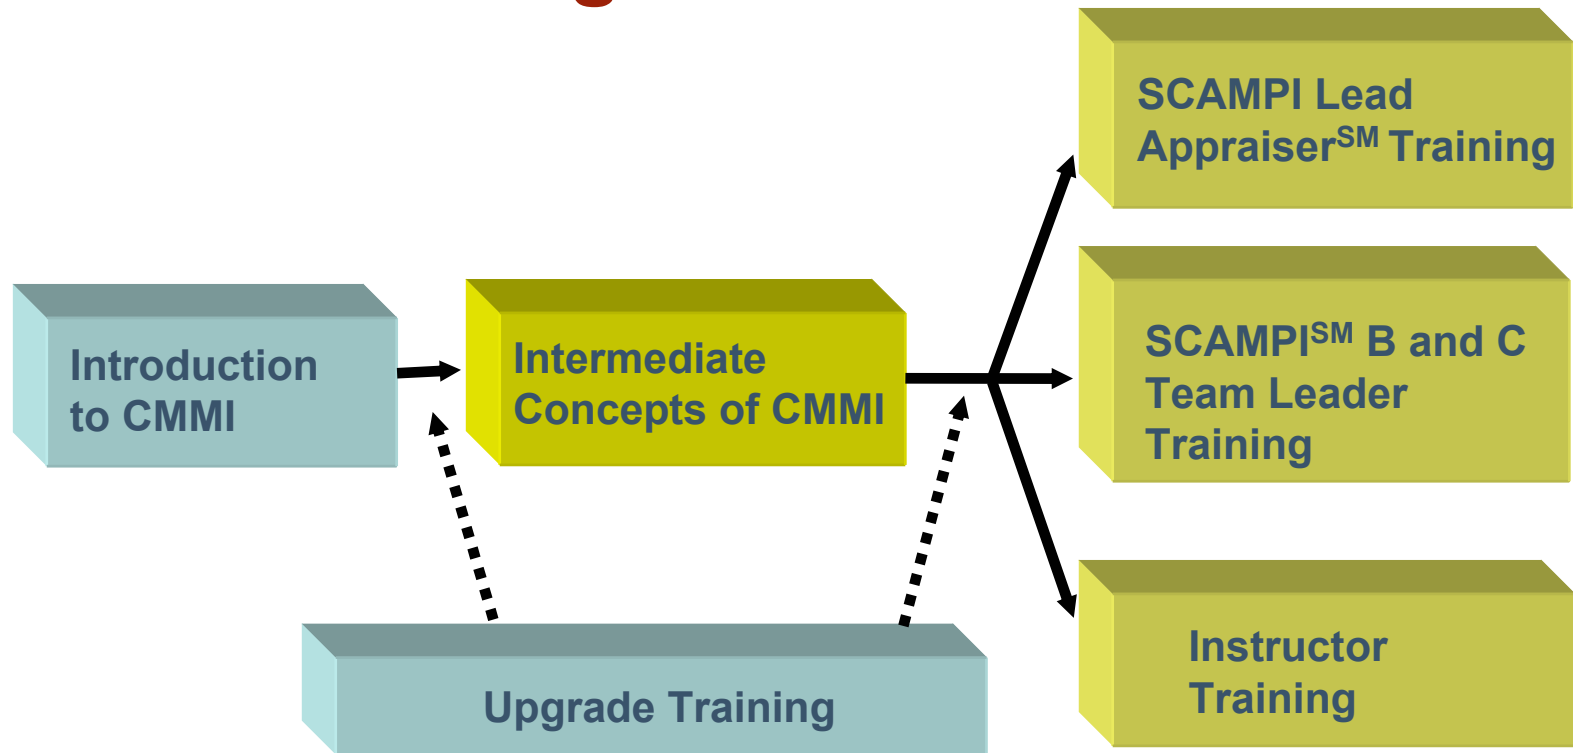 SCAMPI Lead
Appraiser℠ Training
Introduction
to CMMI
Intermediate
Concepts of CMMI
SCAMPI℠ B and C
Team Leader
Training
Upgrade Training
Instructor
Training